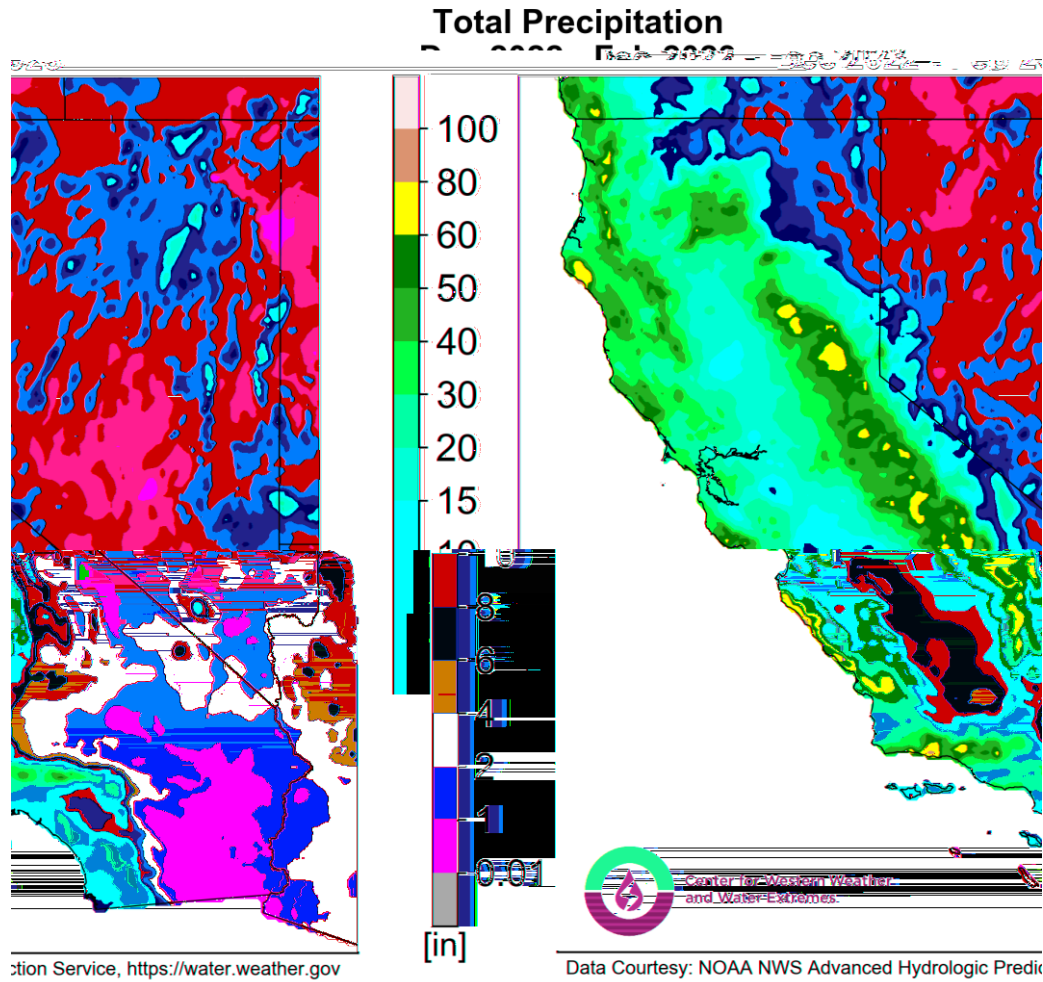 Total Precipitation
100
80
60
50
40
30
20
15
10
8
6
4
2
1
0.01
[in]
Center for Western Weather
and Water Extremes
ction Service, https://water.weather.gov
Data Courtesy: NOAA NWS Advanced Hydrologic Predic